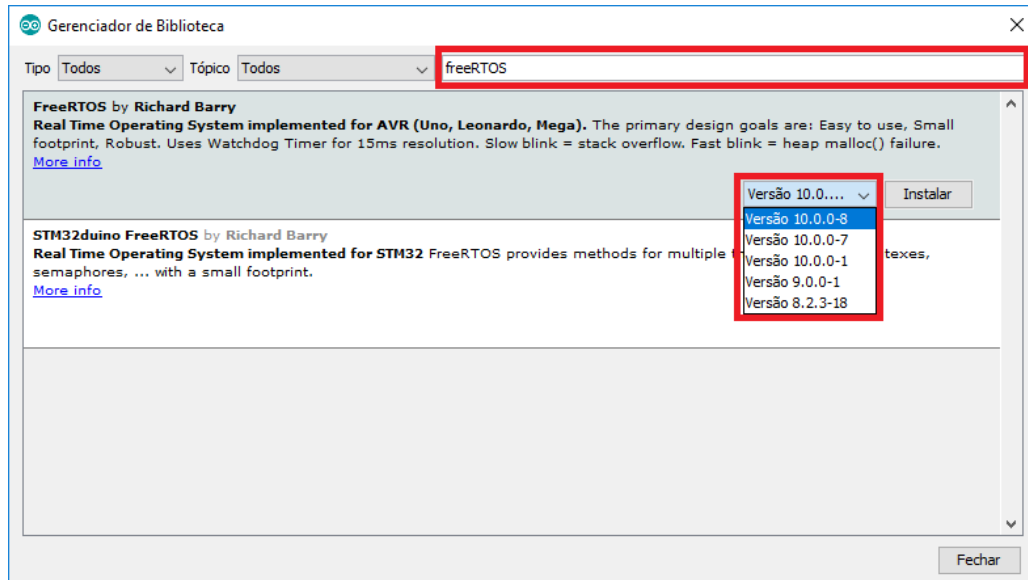 Gerenciador de Biblioteca
Tipo Todos Tópico Todos freeRTOS
FreeRTOS by Richard Barry
Real Time Operating System implemented for AVR (Uno, Leonardo, Mega). The primary design goals are: Easy to use, Small
footprint, Robust. Uses Watchdog Timer for 15ms resolution. Slow blink = stack overflow. Fast blink = heap malloc() failure.
More info
Versão 10.0.... Instalar
Versão 10.0.0-8
Versão 10.0.0-7
Versão 10.0.0-1
Versão 9.0.0-1
Versão 8.2.3-18
STM32duino FreeRTOS by Richard Barry
Real Time Operating System implemented for STM32 FreeRTOS provides methods for multiple texes,
semaphores, ... with a small footprint.
More info
Fechar